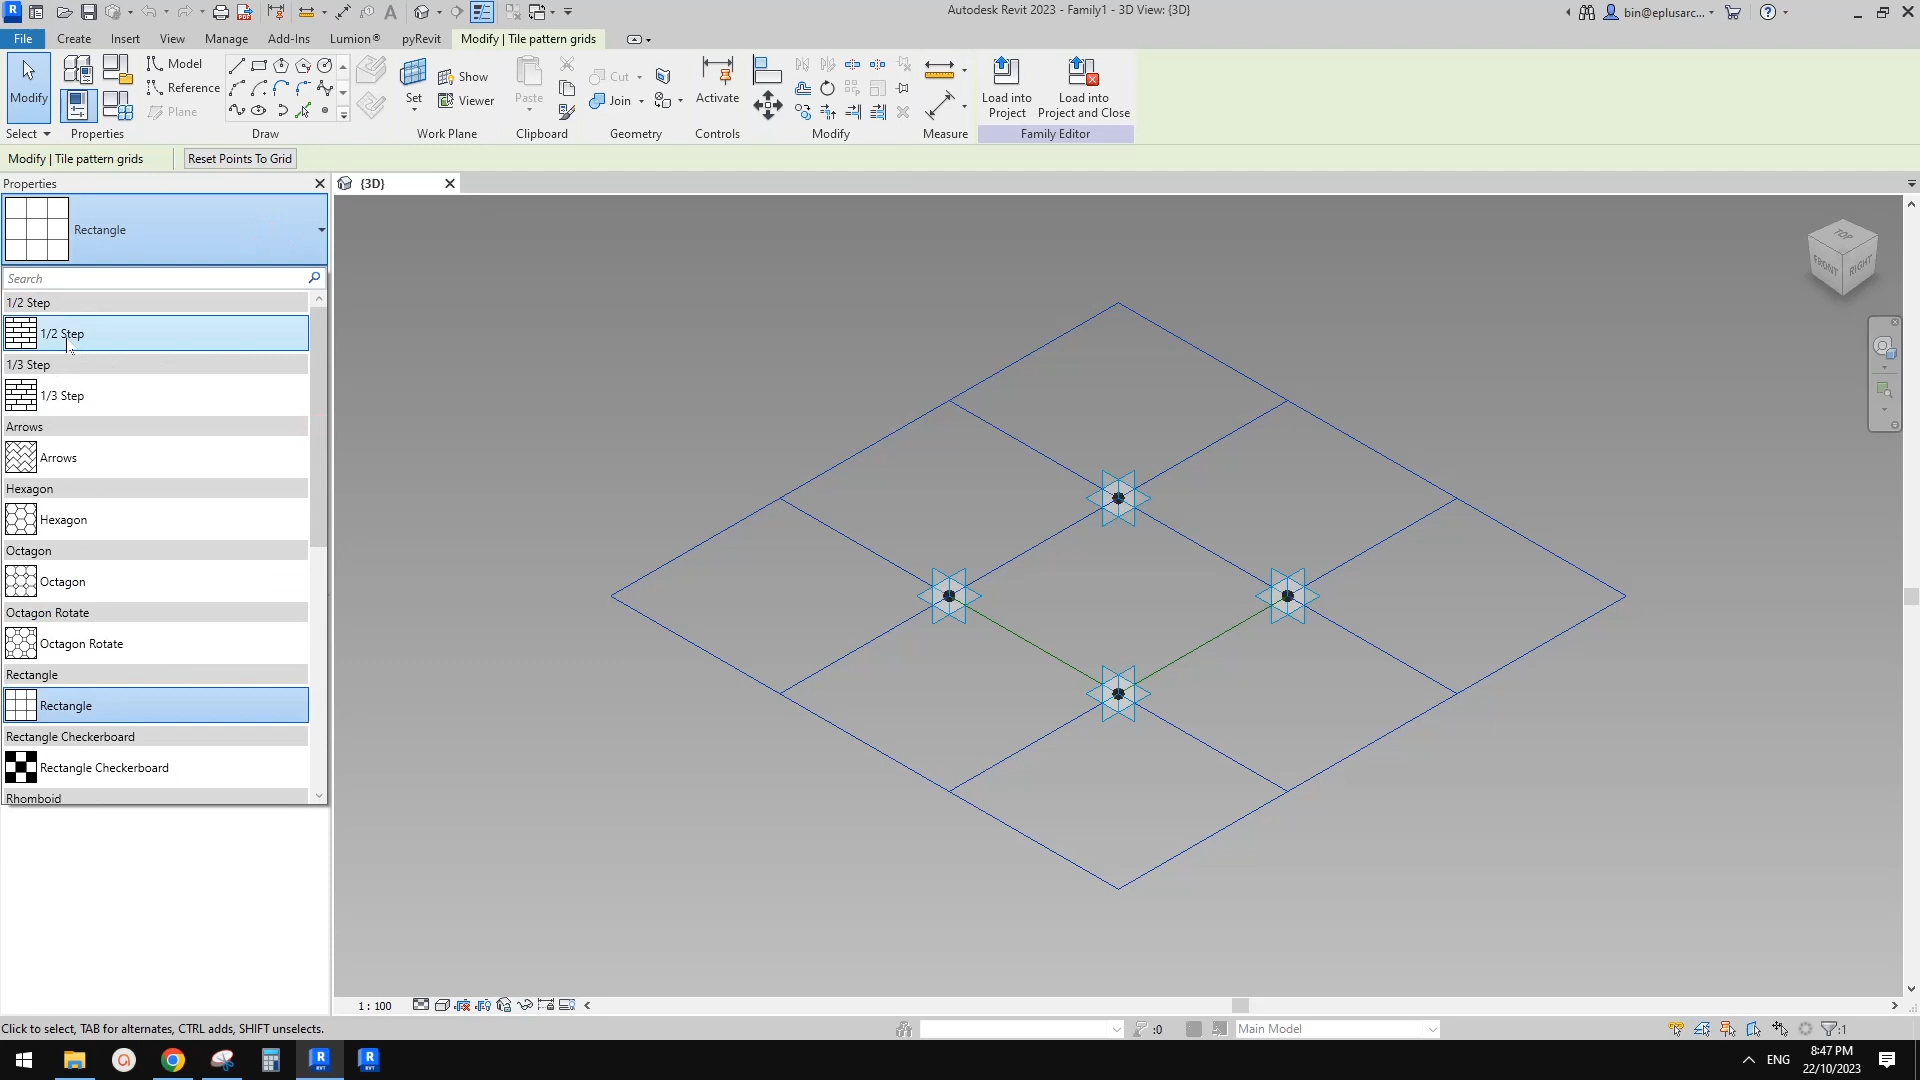 Autodesk Revit 2023 - Family1 - 3D View: {3D}
bin@eplusarc...
File
Create
Insert
View
Manage
Add-Ins
Lumion®
pyRevit
Modify | Tile pattern grids
Modify
Model
Reference
Plane
Set
Show
Viewer
Paste
Cut
Join
Activate
Load into
Project
Load into
Project and Close
Select
Properties
Draw
Work Plane
Clipboard
Geometry
Controls
Modify
Measure
Family Editor
Modify | Tile pattern grids
Reset Points To Grid
Properties
{3D}
Rectangle
Search
1/2 Step
1/2 Step
1/3 Step
1/3 Step
Arrows
Arrows
Hexagon
Hexagon
Octagon
Octagon
Octagon Rotate
Octagon Rotate
Rectangle
Rectangle
Rectangle Checkerboard
Rectangle Checkerboard
Rhomboid
TOP
FRONT
RIGHT
1 : 100
Click to select, TAB for alternates, CTRL adds, SHIFT unselects.
:0
Main Model
:1
ENG
8:47 PM
22/10/2023